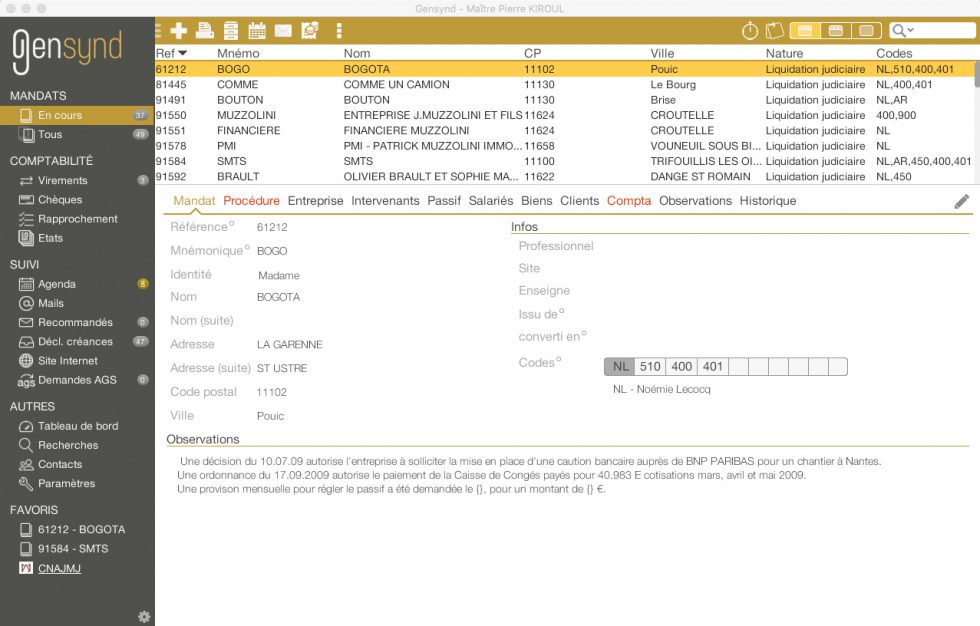 Gensynd - Maître Pierre KIROUL
gensynd
MANDATS
En cours 37
Tous 49
COMPTABILITÉ
Virements 3
Chèques
Rapprochement
Etats
SUIVI
Agenda 8
Mails
Recommandés 0
Décl. créances 47
Site Internet
ags Demandes AGS 0
AUTRES
Tableau de bord
Recherches
Contacts
Paramètres
FAVORIS
61212 - BOGOTA
91584 - SMTS
CNAJMJ
Ref Mnémo Nom CP Ville Nature Codes
61212 BOGO BOGOTA 11102 Pouic Liquidation judiciaire NL,510,400,401
81445 COMME COMME UN CAMION 11130 Le Bourg Liquidation judiciaire NL,400,401
91491 BOUTON BOUTON 11130 Brise Liquidation judiciaire NL,AR
91550 MUZZOLINI ENTREPRISE J.MUZZOLINI ET FILS 11624 CROUTELLE Liquidation judiciaire 400,900
91551 FINANCIERE FINANCIERE MUZZOLINI 11624 CROUTELLE Liquidation judiciaire NL
91578 PMI PMI - PATRICK MUZZOLINI IMMO... 11658 VOUNEUIL SOUS BI... Liquidation judiciaire NL
91584 SMTS SMTS 11100 TRIFOUILLIS LES OI... Liquidation judiciaire NL,AR,450,400,401
91592 BRAULT OLIVIER BRAULT ET SOPHIE MA... 11622 DANGE ST ROMAIN Liquidation judiciaire NL,450
Mandat Procédure Entreprise Intervenants Passif Salariés Biens Clients Compta Observations Historique
Référence° 61212
Mnémonique° BOGO
Identité Madame
Nom BOGOTA
Nom (suite)
Adresse LA GARENNE
Adresse (suite) ST USTRE
Code postal 11102
Ville Pouic
Infos
Professionnel
Site
Enseigne
Issu de°
converti en°
Codes° NL 510 400 401
NL - Noémie Lecocq
Observations
Une décision du 10.07.09 autorise l'entreprise à solliciter la mise en place d'une caution bancaire auprès de BNP PARIBAS pour un chantier à Nantes.
Une ordonnance du 17.09.2009 autorise le paiement de la Caisse de Congés payés pour 40.983 E cotisations mars, avril et mai 2009.
Une provison mensuelle pour régler le passif a été demandée le {}, pour un montant de {} €.